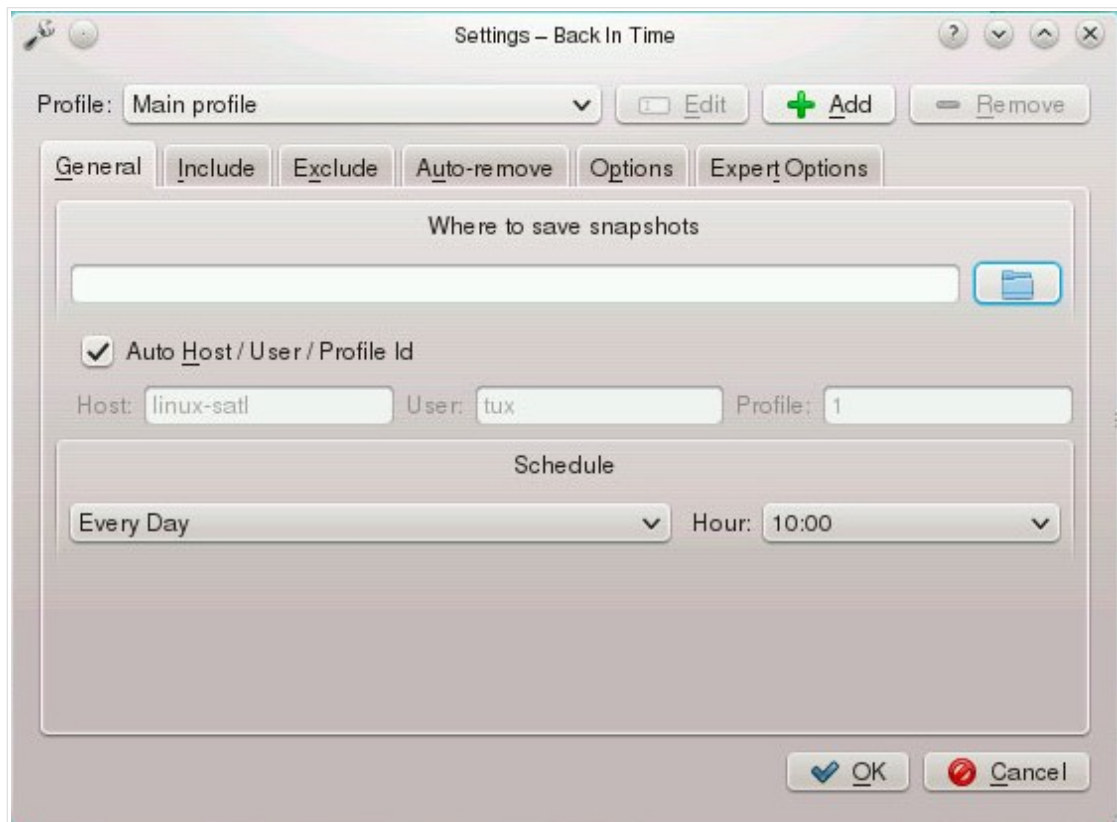 Settings – Back In Time
Profile: Main profile Edit Add Remove
General Include Exclude Auto-remove Options Expert Options
Where to save snapshots
Auto Host / User / Profile Id
Host: linux-satl User: tux Profile: 1
Schedule
Every Day Hour: 10:00
OK Cancel